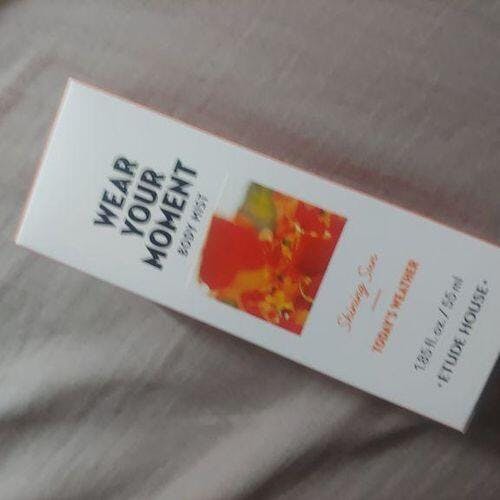 WEAR
YOUR
MOMENT
BODY MIST
Shining Sun
TODAY'S WEATHER
1.85 fl.oz / 55 ml
•ETUDE HOUSE•